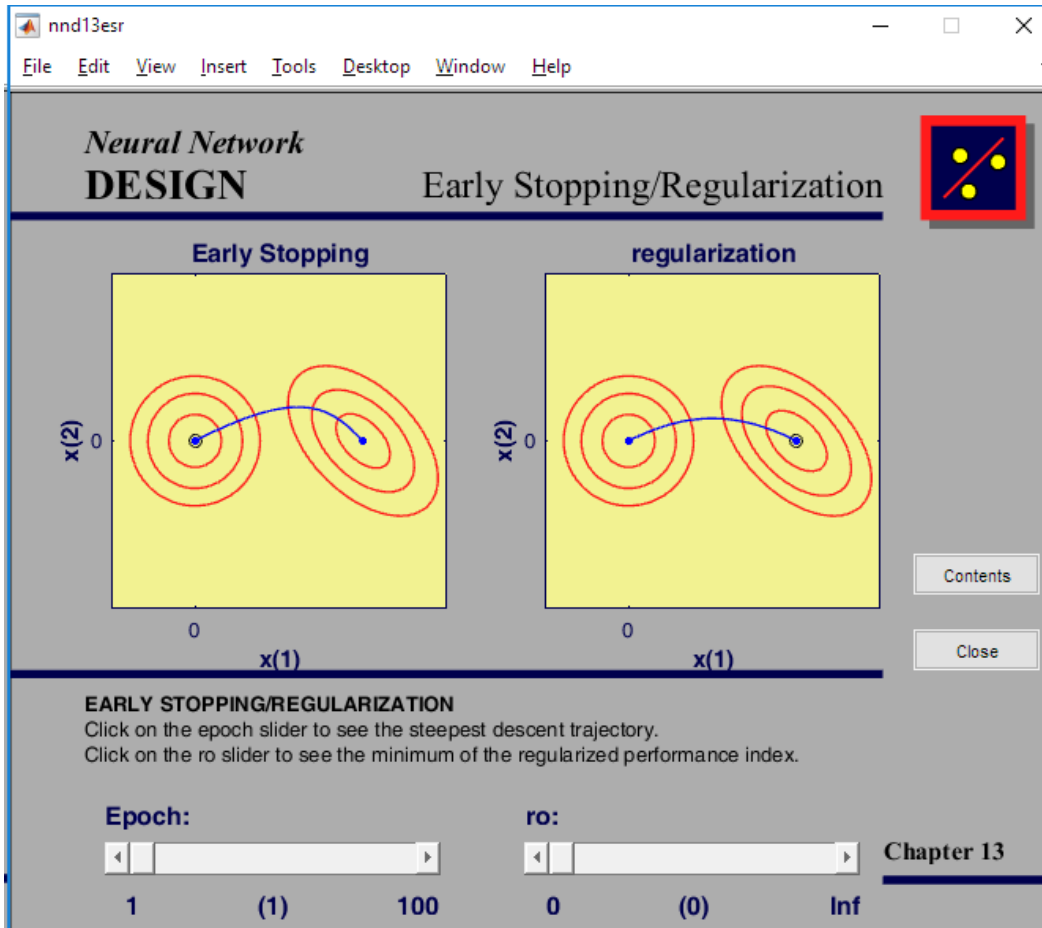 nnd13esr
File Edit View Insert Tools Desktop Window Help
Neural Network
DESIGN
Early Stopping/Regularization
Early Stopping
x(2)
0
0
x(1)
regularization
x(2)
0
0
x(1)
Contents
Close
EARLY STOPPING/REGULARIZATION
Click on the epoch slider to see the steepest descent trajectory.
Click on the ro slider to see the minimum of the regularized performance index.
Epoch:
1 (1) 100
ro:
0 (0) Inf
Chapter 13